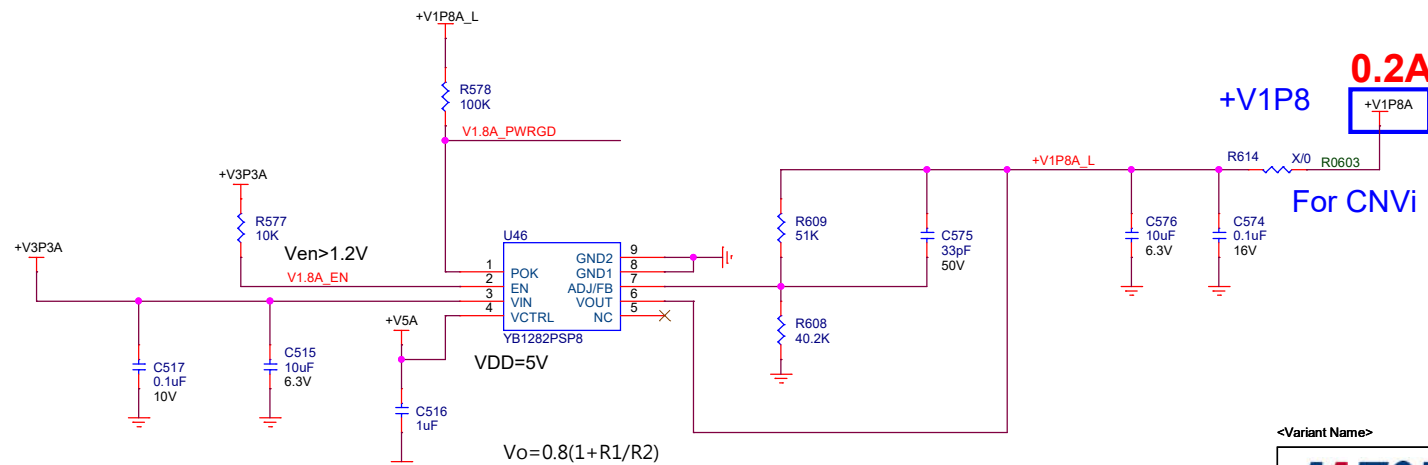 +V1P8A_L
R578
100K
V1.8A_PWRGD
+V3P3A
R577
10K
Ven>1.2V
V1.8A_EN
+V3P3A
C517
0.1uF
10V
C515
10uF
6.3V
+V5A
C516
1uF
U46
1 POK
2 EN
3 VIN
4 VCTRL
GND2 9
GND1 8
ADJ/FB 7
VOUT 6
NC 5
YB1282PSP8
VDD=5V
Vo=0.8(1+R1/R2)
R609
51K
R608
40.2K
C575
33pF
50V
+V1P8A_L
C576
10uF
6.3V
C574
0.1uF
16V
R614
X/0
R0603
+V1P8
0.2A
+V1P8A
For CNVi
<Variant Name>